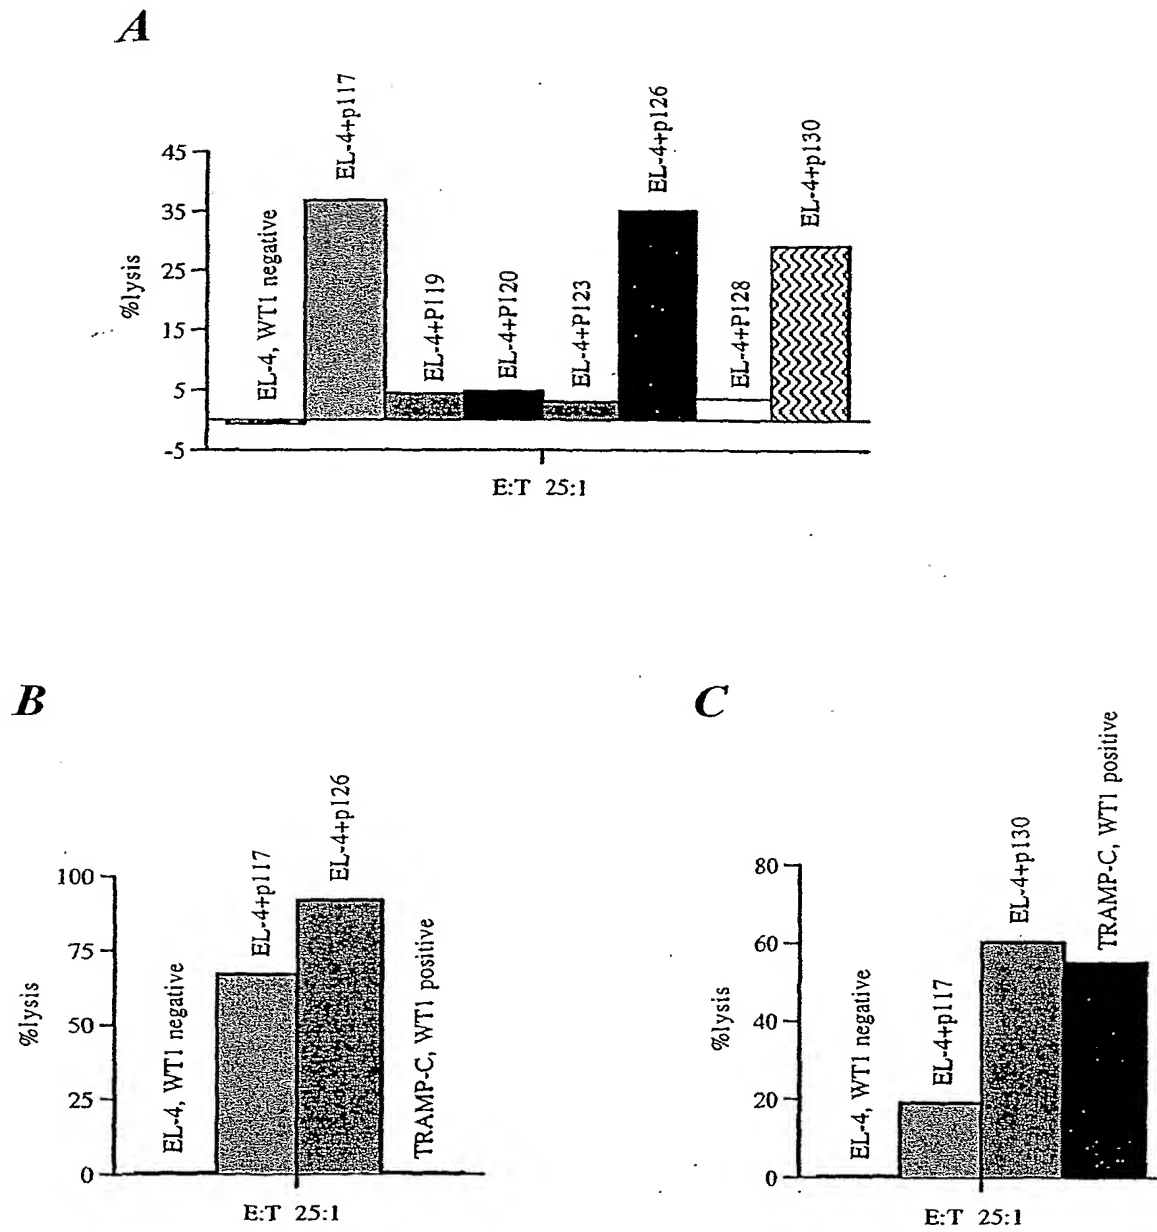 A
%lysis
45
35
25
15
5
-5
EL-4, WT1 negative
EL-4+p117
EL-4+P119
EL-4+P120
EL-4+P123
EL-4+p126
EL-4+P128
EL-4+p130
E:T 25:1
B
%lysis
100
75
50
25
0
EL-4, WT1 negative
EL-4+p117
EL-4+p126
TRAMP-C, WT1 positive
E:T 25:1
C
%lysis
80
60
40
20
0
EL-4, WT1 negative
EL-4+p117
EL-4+p130
TRAMP-C, WT1 positive
E:T 25:1